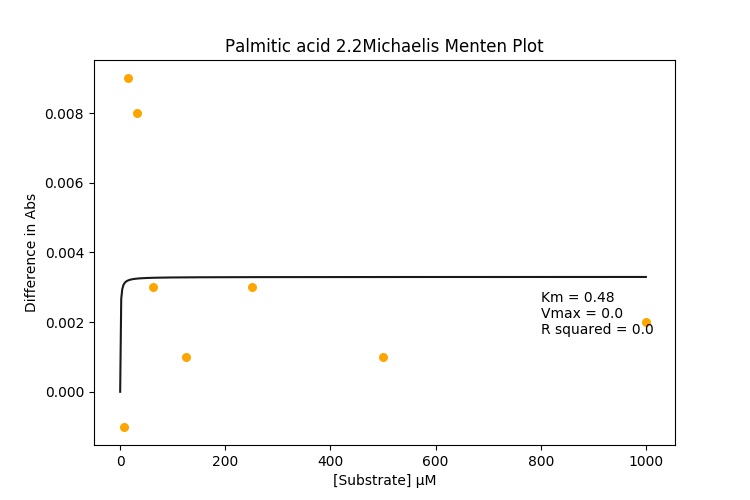 Palmitic acid 2.2Michaelis Menten Plot
0.008
0.006
0.004
0.002
0.000
Difference in Abs
Km = 0.48
Vmax = 0.0
R squared = 0.0
0 200 400 600 800 1000
[Substrate] μM